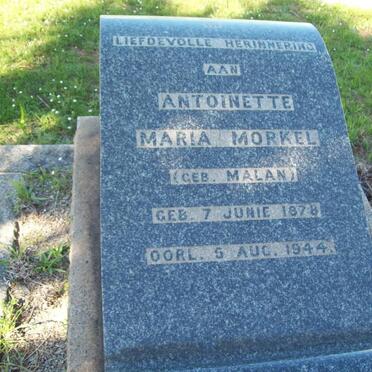 LIEFDEVOLLE HERINNERING
AAN
ANTOINETTE
MARIA MORKEL
(GEB. MALAN)
GEB. 7 JUNIE 1878
OORL. 5 AUG. 1944.